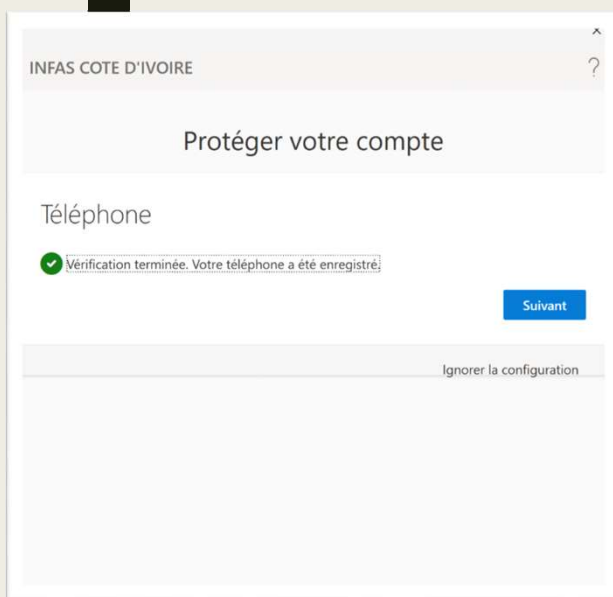 INFAS COTE D'IVOIRE
?
Protéger votre compte
Téléphone
Vérification terminée. Votre téléphone a été enregistré.
Suivant
Ignorer la configuration